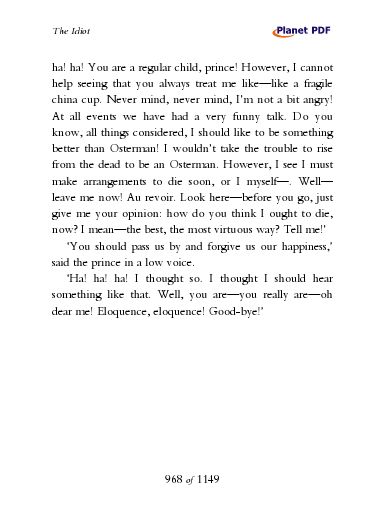 The Idiot
Planet PDF
ha! ha! You are a regular child, prince! However, I cannot
help seeing that you always treat me like—like a fragile
china cup. Never mind, never mind, I'm not a bit angry!
At all events we have had a very funny talk. Do you
know, all things considered, I should like to be something
better than Osterman! I wouldn't take the trouble to rise
from the dead to be an Osterman. However, I see I must
make arrangements to die soon, or I myself—. Well—
leave me now! Au revoir. Look here—before you go, just
give me your opinion: how do you think I ought to die,
now? I mean—the best, the most virtuous way? Tell me!'
'You should pass us by and forgive us our happiness,'
said the prince in a low voice.
'Ha! ha! ha! I thought so. I thought I should hear
something like that. Well, you are—you really are—oh
dear me! Eloquence, eloquence! Good-bye!'
968 of 1149